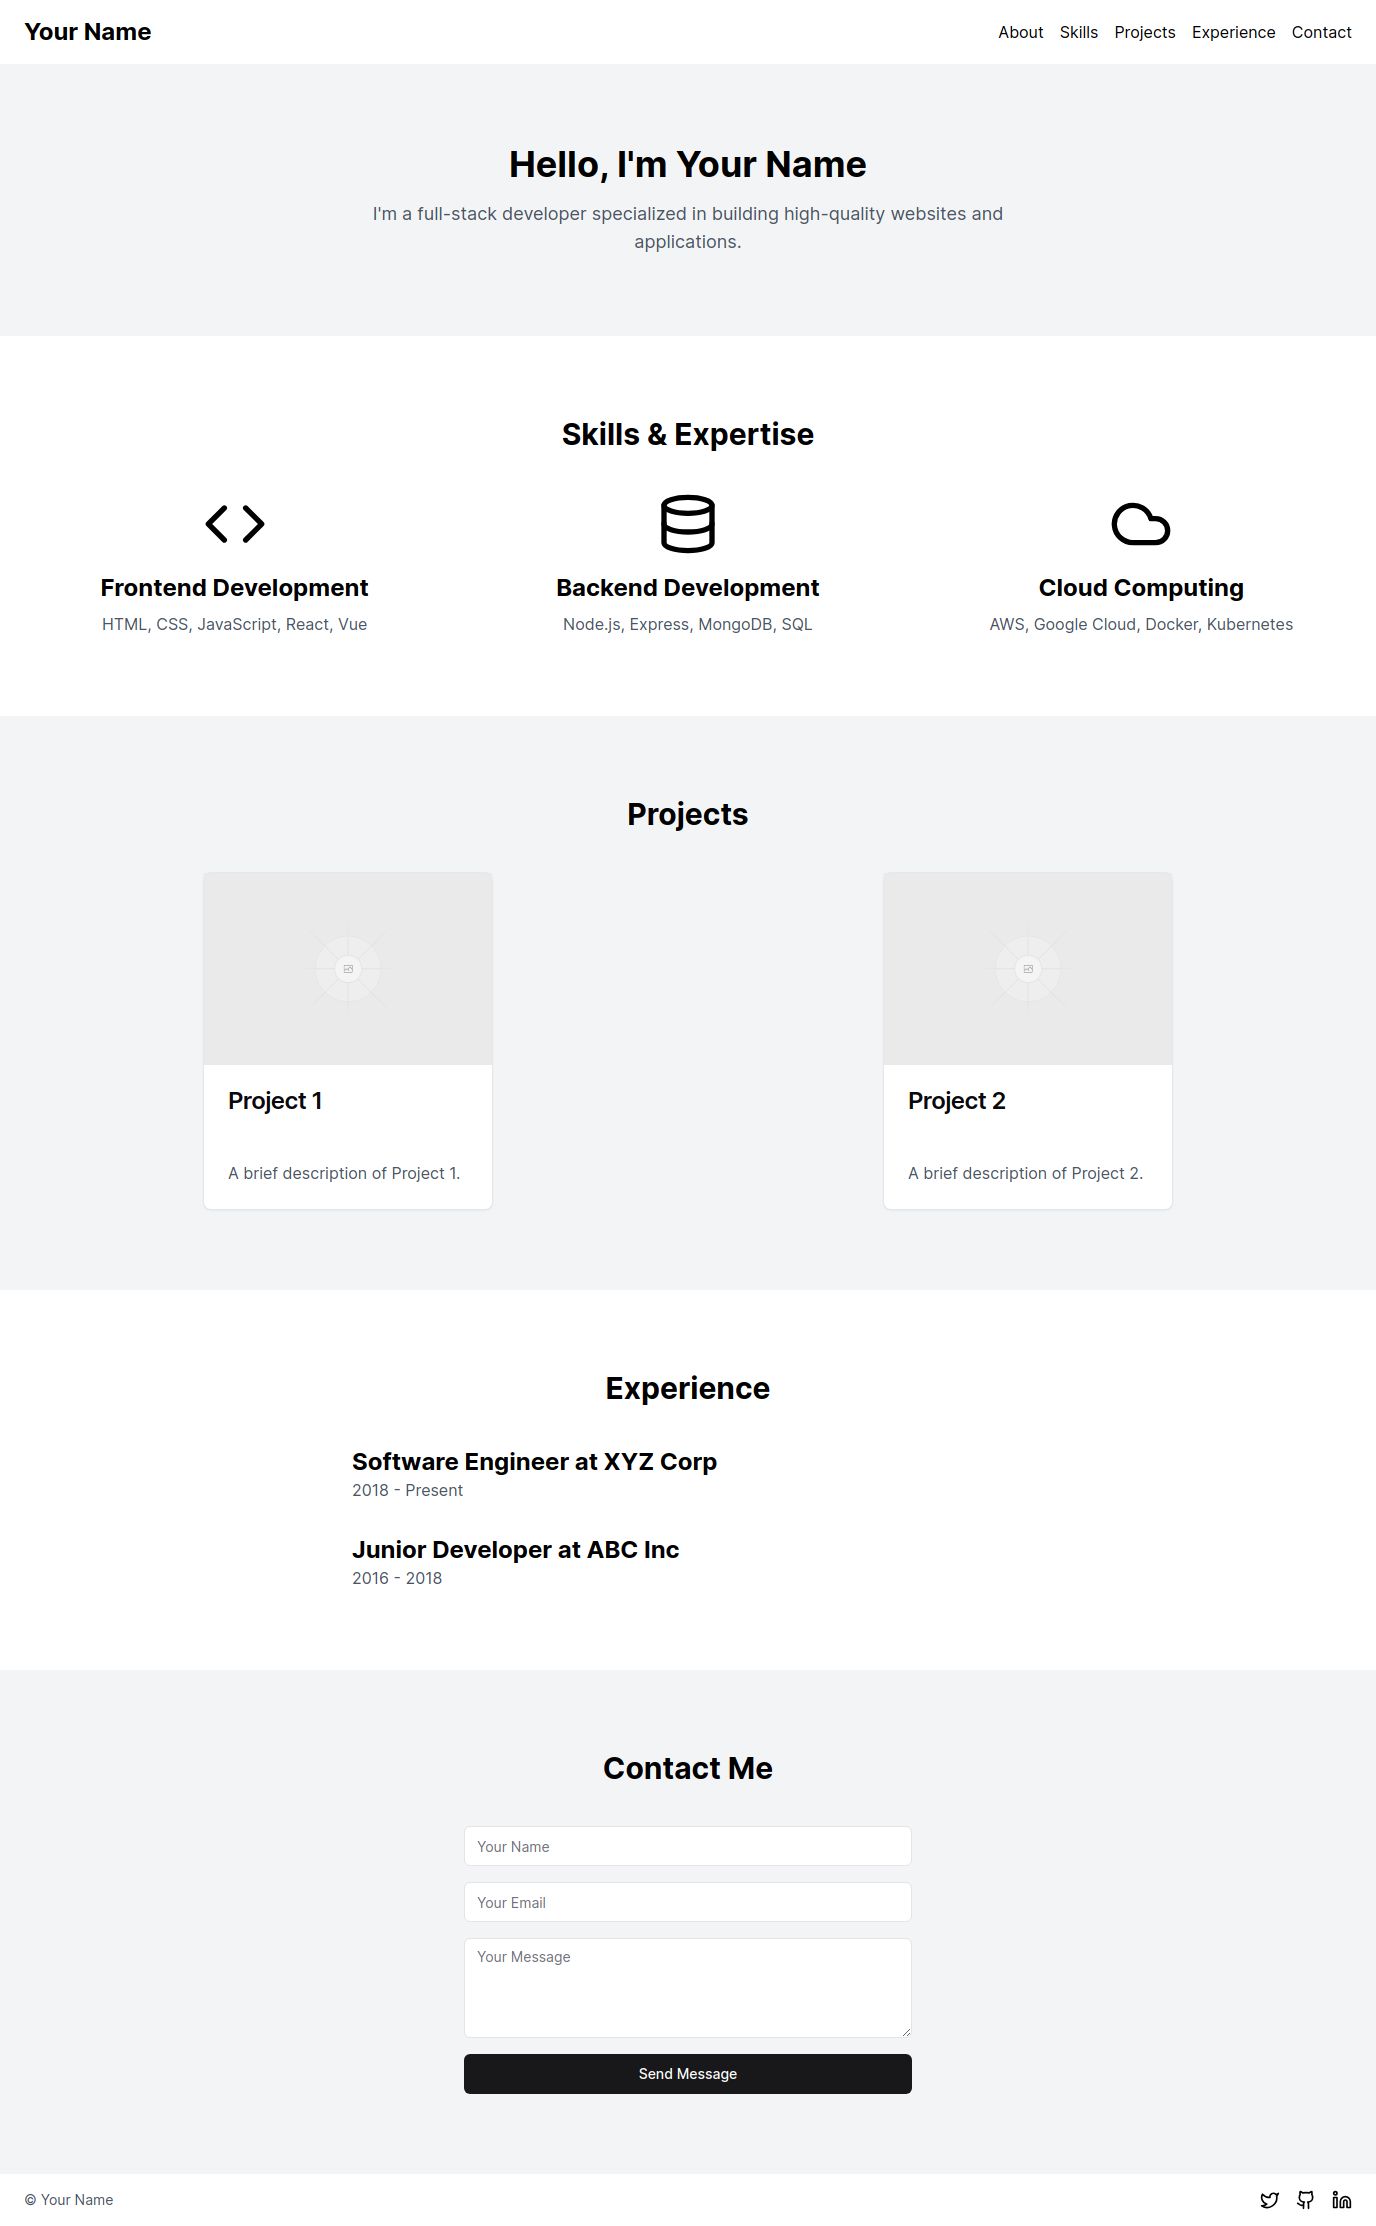 Your Name
About Skills Projects Experience Contact
Hello, I'm Your Name
I'm a full-stack developer specialized in building high-quality websites and
applications.
Skills & Expertise
Frontend Development
HTML, CSS, JavaScript, React, Vue
Backend Development
Node.js, Express, MongoDB, SQL
Cloud Computing
AWS, Google Cloud, Docker, Kubernetes
Projects
Project 1
A brief description of Project 1.
Project 2
A brief description of Project 2.
Experience
Software Engineer at XYZ Corp
2018 - Present
Junior Developer at ABC Inc
2016 - 2018
Contact Me
Your Name
Your Email
Your Message
Send Message
© Your Name